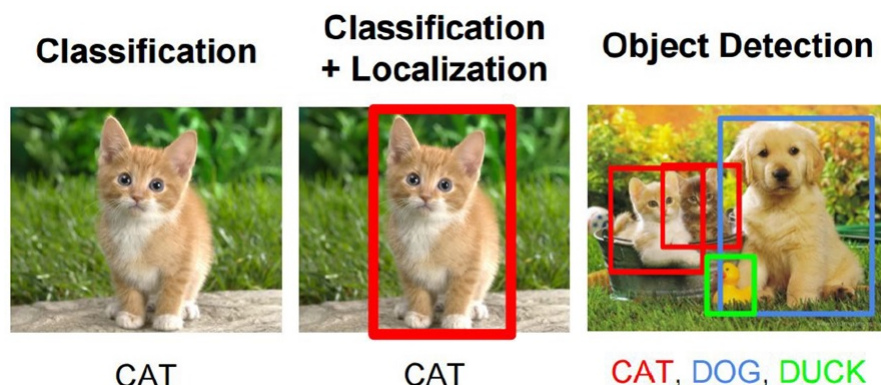 Classification
Classification
+ Localization
Object Detection
CAT
CAT
CAT, DOG, DUCK